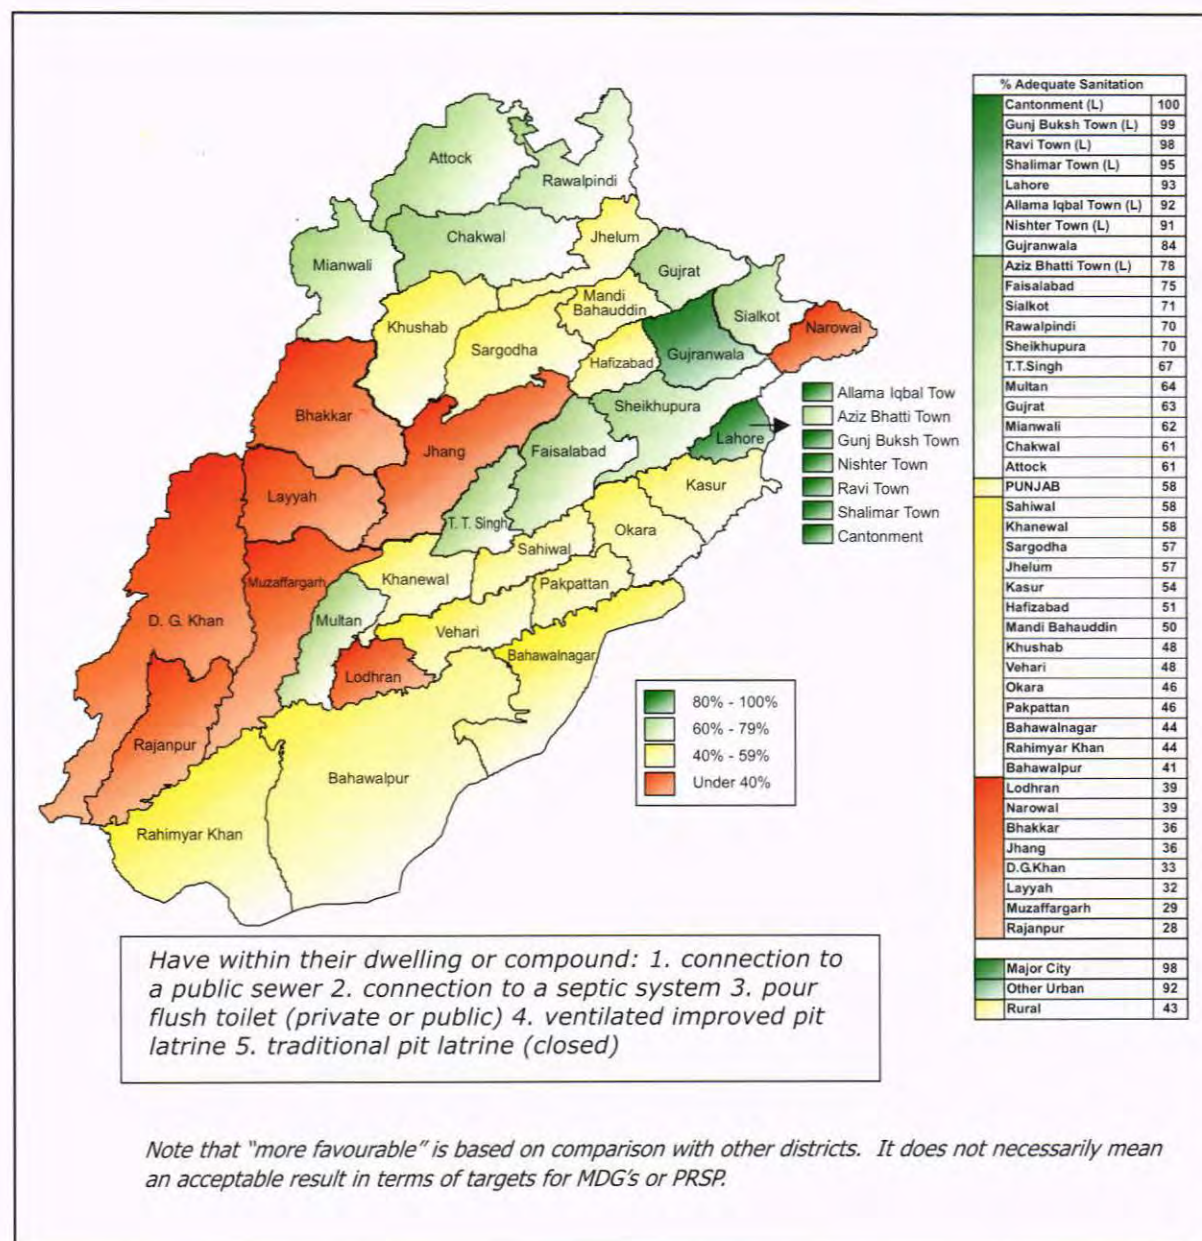 Attock
Rawalpindi
Chakwal
Jhelum
Mianwali
Gujrat
Mandi
Bahauddin
Khushab
Sialkot
Narowal
Sargodha
Hafizabad
Gujranwala
Bhakkar
Sheikhupura
Lahore
Jhang
Faisalabad
Layyah
Kasur
T. T. Singh
Okara
Sahiwal
Muzaffargarh
Khanewal
Pakpattan
D. G. Khan
Multan
Vehari
Bahawalnagar
Lodhran
Rajanpur
Bahawalpur
Rahimyar Khan
Allama Iqbal Tow
Aziz Bhatti Town
Gunj Buksh Town
Nishter Town
Ravi Town
Shalimar Town
Cantonment
80% - 100%
60% - 79%
40% - 59%
Under 40%
% Adequate Sanitation
Cantonment (L) 100
Gunj Buksh Town (L) 99
Ravi Town (L) 98
Shalimar Town (L) 95
Lahore 93
Allama Iqbal Town (L) 92
Nishter Town (L) 91
Gujranwala 84
Aziz Bhatti Town (L) 78
Faisalabad 75
Sialkot 71
Rawalpindi 70
Sheikhupura 70
T.T.Singh 67
Multan 64
Gujrat 63
Mianwali 62
Chakwal 61
Attock 61
PUNJAB 58
Sahiwal 58
Khanewal 58
Sargodha 57
Jhelum 57
Kasur 54
Hafizabad 51
Mandi Bahauddin 50
Khushab 48
Vehari 48
Okara 46
Pakpattan 46
Bahawalnagar 44
Rahimyar Khan 44
Bahawalpur 41
Lodhran 39
Narowal 39
Bhakkar 36
Jhang 36
D.G.Khan 33
Layyah 32
Muzaffargarh 29
Rajanpur 28
Major City 98
Other Urban 92
Rural 43
Have within their dwelling or compound: 1. connection to
a public sewer 2. connection to a septic system 3. pour
flush toilet (private or public) 4. ventilated improved pit
latrine 5. traditional pit latrine (closed)
Note that "more favourable" is based on comparison with other districts. It does not necessarily mean
an acceptable result in terms of targets for MDG's or PRSP.